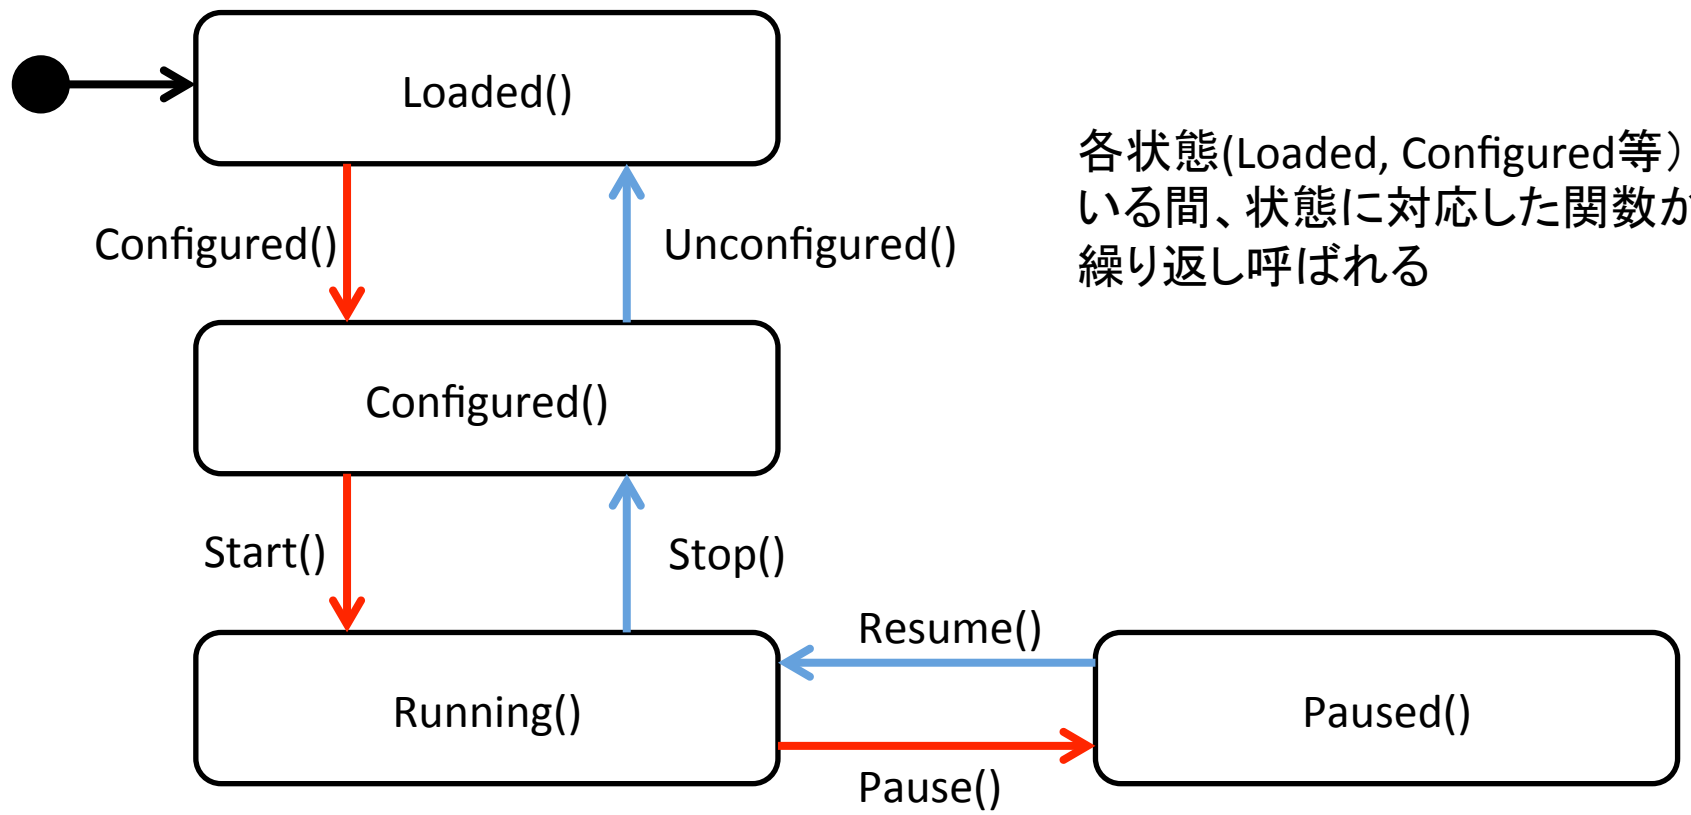 Loaded()
各状態(Loaded, Configured等）
いる間、状態に対応した関数が
繰り返し呼ばれる
Configured()
Unconfigured()
Configured()
Start()
Stop()
Resume()
Running()
Paused()
Pause()